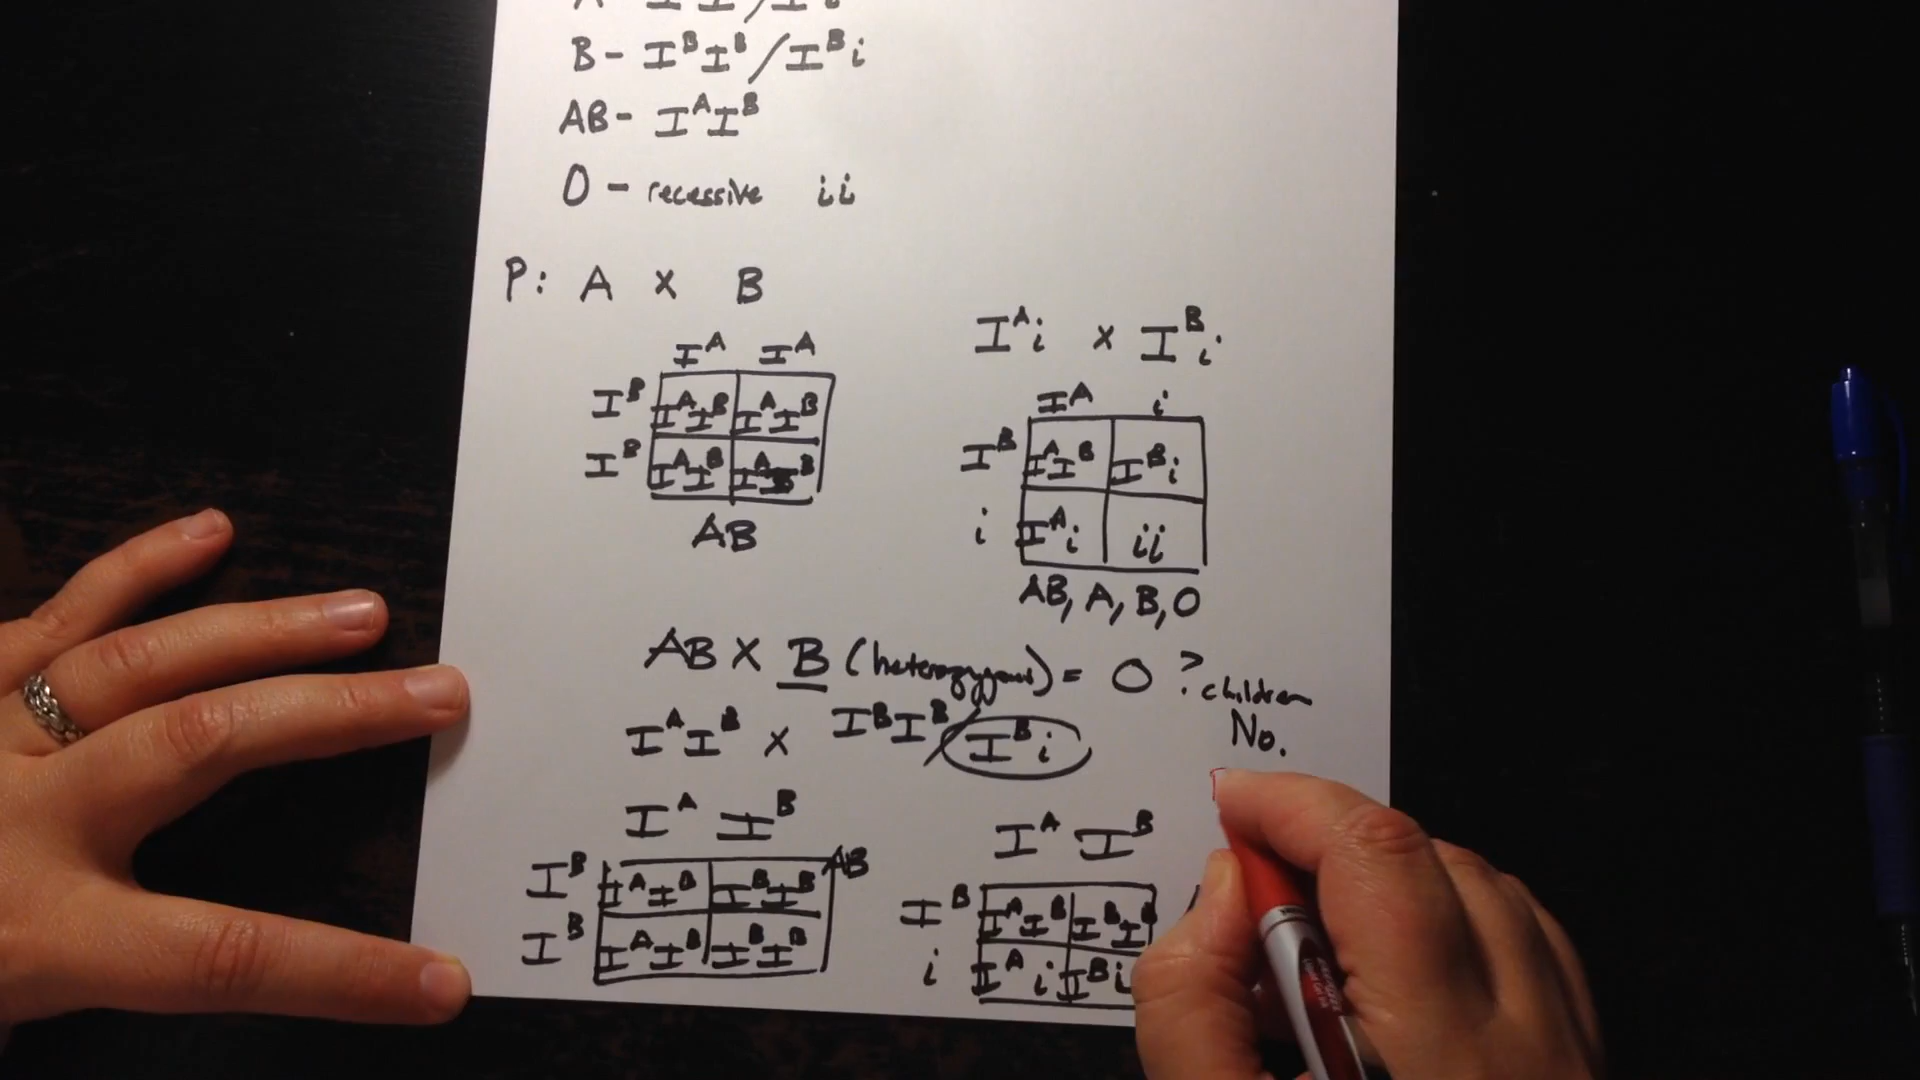 B - IᴮIᴮ / Iᴮi
AB - IᴬIᴮ
O - recessive ii
P: A x B
Iᴬ Iᴬ
Iᴮ IᴬIᴮ IᴬIᴮ
Iᴮ IᴬIᴮ IᴬIᴮ
AB
Iᴬi x Iᴮi
Iᴬ i
Iᴮ IᴬIᴮ Iᴮi
i Iᴬi ii
AB, A, B, O
AB X B (heterozygous) = O ? children
No.
IᴬIᴮ x IᴮIᴮ / Iᴮi
Iᴬ Iᴮ
AB
Iᴮ IᴬIᴮ IᴮIᴮ
Iᴮ IᴬIᴮ IᴮIᴮ
Iᴬ Iᴮ
Iᴮ IᴬIᴮ IᴮIᴮ
i Iᴬi Iᴮi